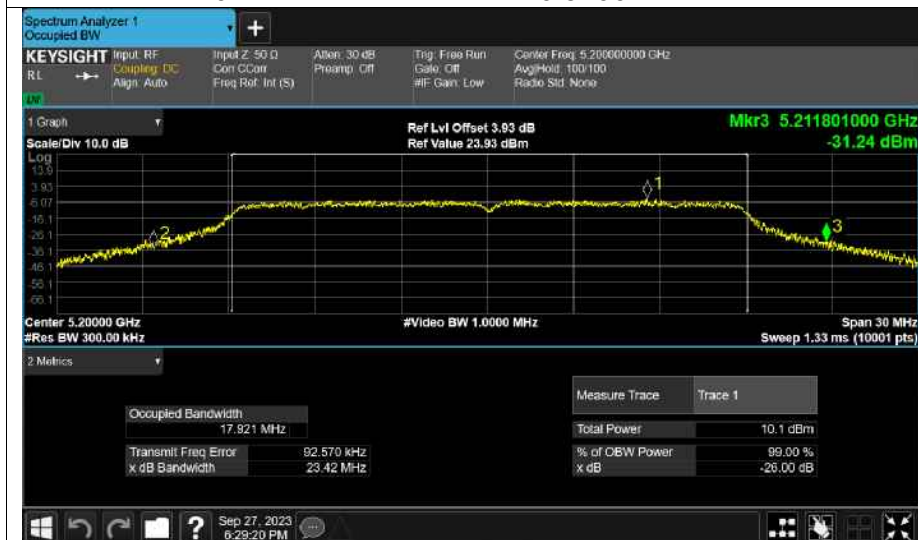 Spectrum Analyzer 1
Occupied BW
+
KEYSIGHT Input: RF Input Z: 50 Ω Atten: 30 dB Trig: Free Run Center Freq: 5.200000000 GHz
RL Coupling: DC Corr CCorr Preamp: Off Gate: Off Avg|Hold: 100/100
Align: Auto Freq Ref: Int (S) #IF Gain: Low Radio Std: None
1 Graph
Ref Lvl Offset 3.93 dB
Mkr3 5.211801000 GHz
Scale/Div 10.0 dB
Ref Value 23.93 dBm
-31.24 dBm
Log
13.9
3.93
-6.07
-16.1
-26.1
-36.1
-46.1
-56.1
-66.1
1
2
3
Center 5.20000 GHz #Video BW 1.0000 MHz Span 30 MHz
#Res BW 300.00 kHz Sweep 1.33 ms (10001 pts)
2 Metrics
Measure Trace Trace 1
Occupied Bandwidth
17.921 MHz
Total Power 10.1 dBm
Transmit Freq Error 92.570 kHz
% of OBW Power 99.00 %
x dB Bandwidth 23.42 MHz
x dB -26.00 dB
? Sep 27, 2023
6:29:20 PM